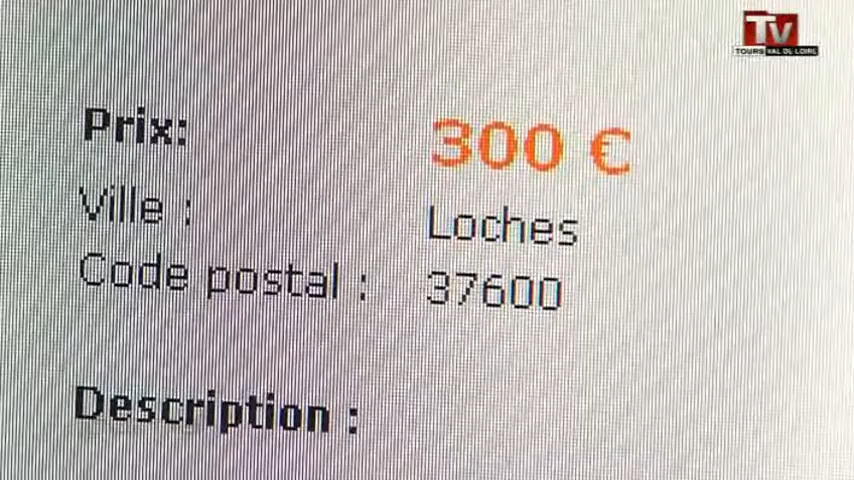 TV
TOURS VAL DE LOIRE
Prix: 300 €
Ville : Loches
Code postal : 37600
Description :